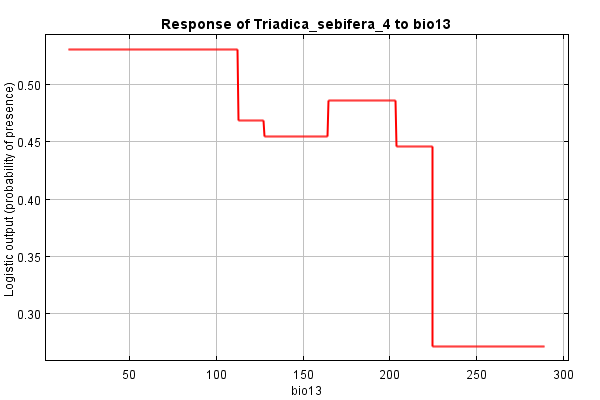 Response of Triadica_sebifera_4 to bio13
Logistic output (probability of presence)
0.50
0.45
0.40
0.35
0.30
50 100 150 200 250 300
bio13